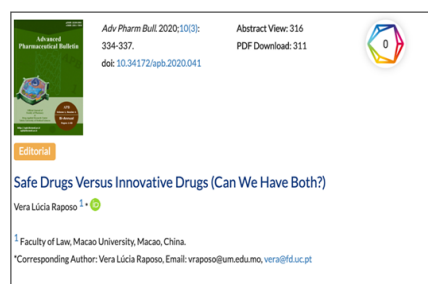 Advanced
Pharmaceutical Bulletin
Adv Pharm Bull. 2020;10(3):
334-337.
doi: 10.34172/apb.2020.041
Abstract View: 316
PDF Download: 311
0
Editorial
Safe Drugs Versus Innovative Drugs (Can We Have Both?)
Vera Lúcia Raposo 1 * iD
1 Faculty of Law, Macao University, Macao, China.
*Corresponding Author: Vera Lúcia Raposo, Email: vraposo@um.edu.mo, vera@fd.uc.pt